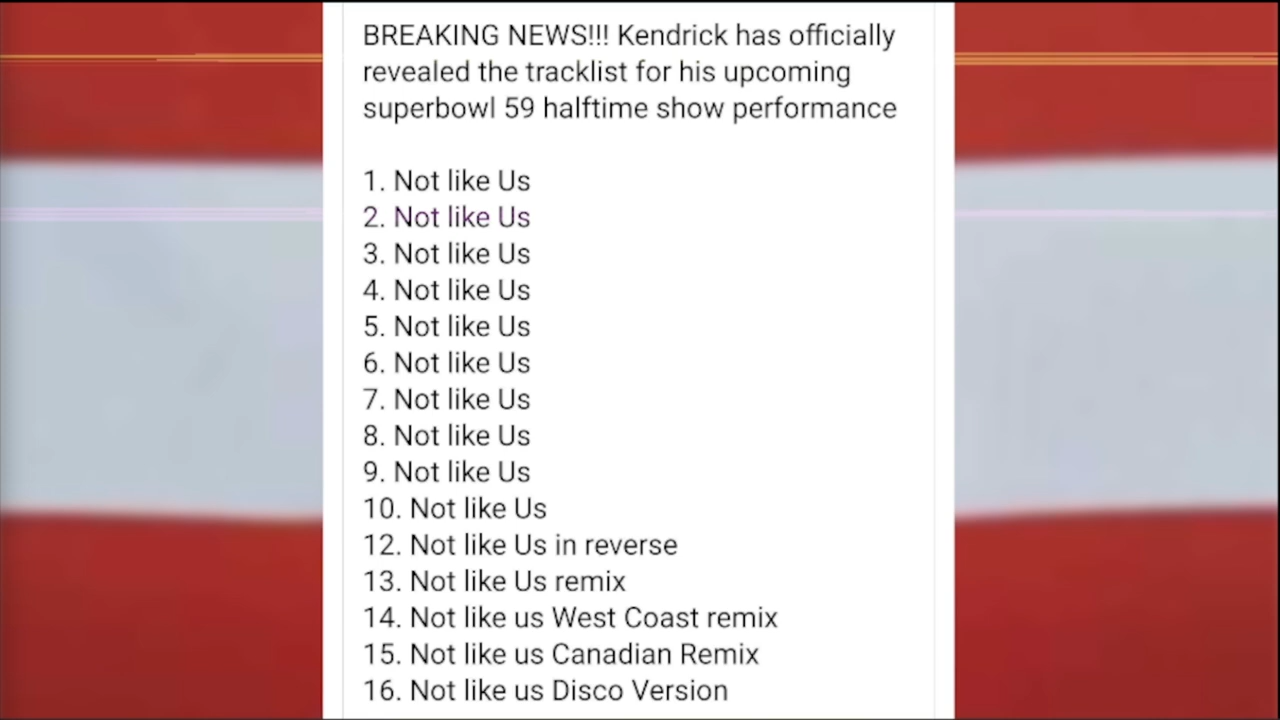 BREAKING NEWS!!! Kendrick has officially
revealed the tracklist for his upcoming
superbowl 59 halftime show performance
1. Not like Us
2. Not like Us
3. Not like Us
4. Not like Us
5. Not like Us
6. Not like Us
7. Not like Us
8. Not like Us
9. Not like Us
10. Not like Us
12. Not like Us in reverse
13. Not like Us remix
14. Not like us West Coast remix
15. Not like us Canadian Remix
16. Not like us Disco Version